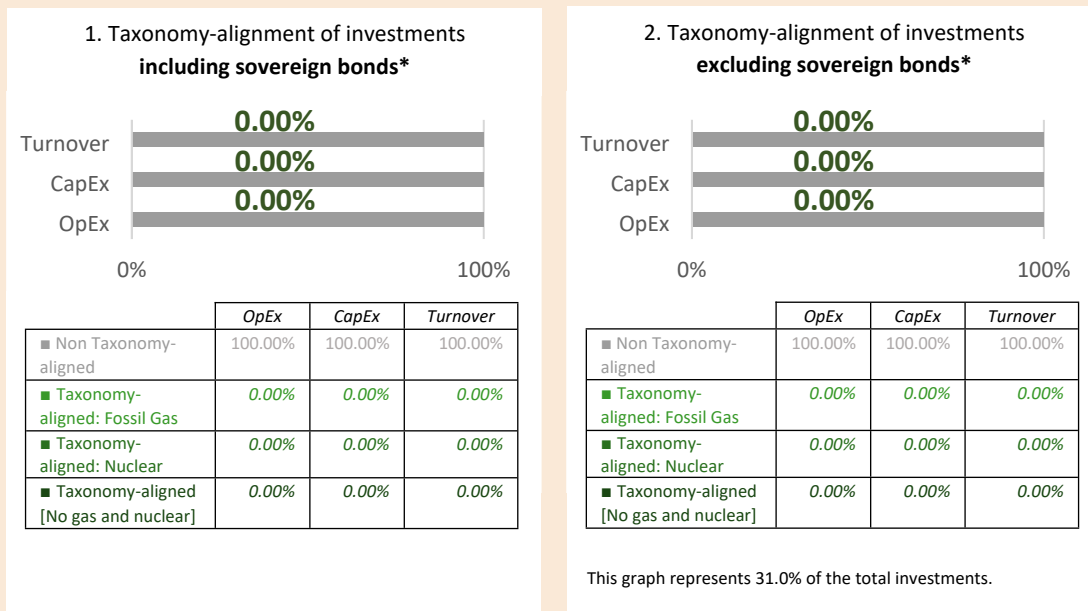 1. Taxonomy-alignment of investments
including sovereign bonds*
0.00%
Turnover
0.00%
CapEx
0.00%
OpEx
0% 100%
OpEx CapEx Turnover
■ Non Taxonomy- 100.00% 100.00% 100.00%
aligned
■ Taxonomy- 0.00% 0.00% 0.00%
aligned: Fossil Gas
■ Taxonomy- 0.00% 0.00% 0.00%
aligned: Nuclear
■ Taxonomy-aligned 0.00% 0.00% 0.00%
[No gas and nuclear]
2. Taxonomy-alignment of investments
excluding sovereign bonds*
0.00%
Turnover
0.00%
CapEx
0.00%
OpEx
0% 100%
OpEx CapEx Turnover
■ Non Taxonomy- 100.00% 100.00% 100.00%
aligned
■ Taxonomy- 0.00% 0.00% 0.00%
aligned: Fossil Gas
■ Taxonomy- 0.00% 0.00% 0.00%
aligned: Nuclear
■ Taxonomy-aligned 0.00% 0.00% 0.00%
[No gas and nuclear]
This graph represents 31.0% of the total investments.